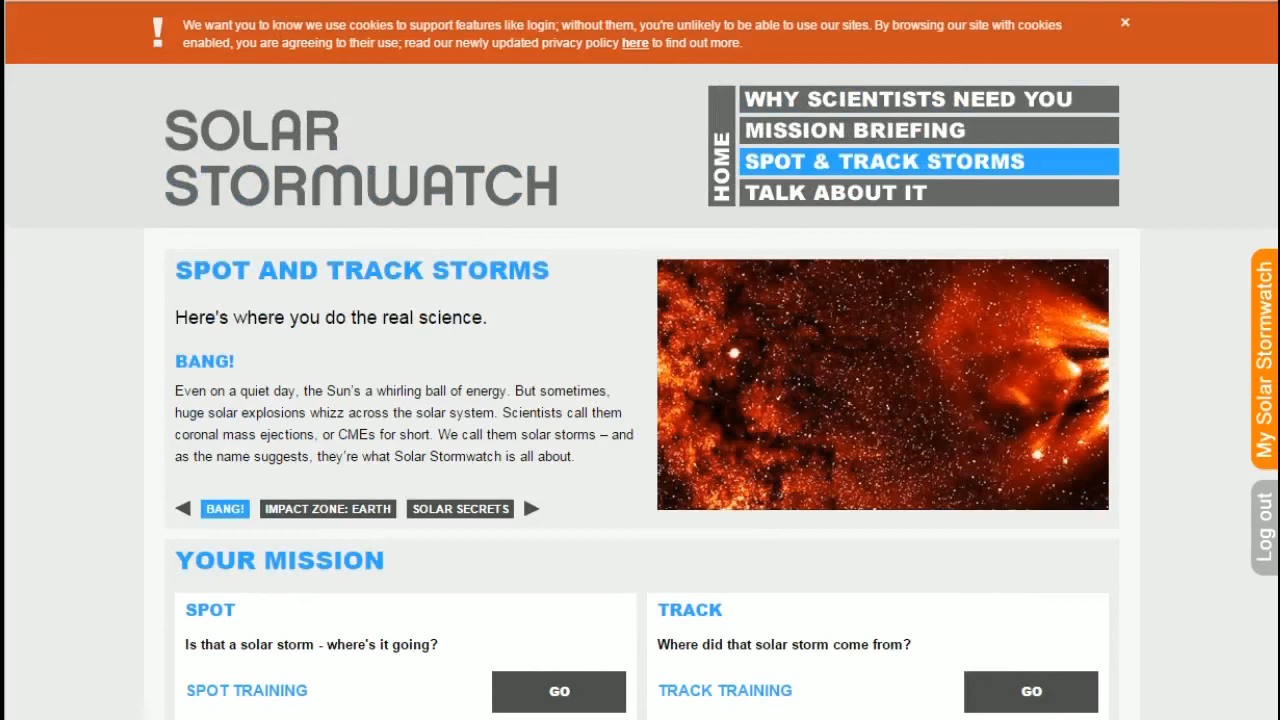 We want you to know we use cookies to support features like login; without them, you're unlikely to be able to use our sites. By browsing our site with cookies
enabled, you are agreeing to their use; read our newly updated privacy policy here to find out more.
×
SOLAR
STORMWATCH
HOME
WHY SCIENTISTS NEED YOU
MISSION BRIEFING
SPOT & TRACK STORMS
TALK ABOUT IT
SPOT AND TRACK STORMS
Here's where you do the real science.
BANG!
Even on a quiet day, the Sun's a whirling ball of energy. But sometimes,
huge solar explosions whizz across the solar system. Scientists call them
coronal mass ejections, or CMEs for short. We call them solar storms – and
as the name suggests, they're what Solar Stormwatch is all about.
BANG! IMPACT ZONE: EARTH SOLAR SECRETS
My Solar Stormwatch
Log out
YOUR MISSION
SPOT
Is that a solar storm - where's it going?
SPOT TRAINING GO
TRACK
Where did that solar storm come from?
TRACK TRAINING GO